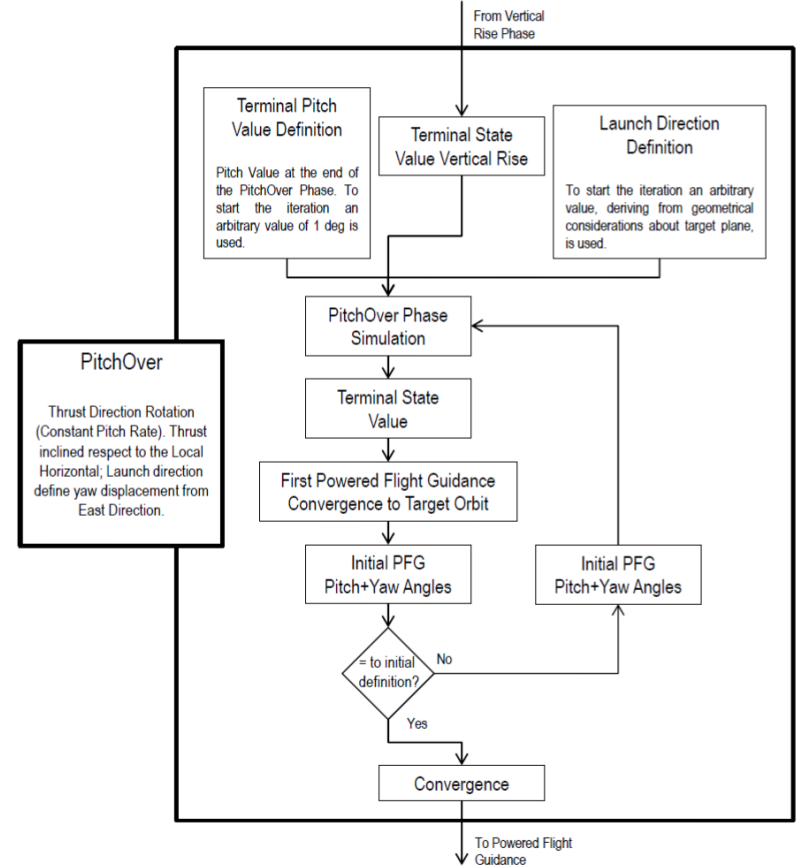 From Vertical
Rise Phase
Terminal Pitch
Value Definition
Pitch Value at the end of
the PitchOver Phase. To
start the iteration an
arbitrary value of 1 deg is
used.
Terminal State
Value Vertical Rise
Launch Direction
Definition
To start the iteration an arbitrary
value, deriving from geometrical
considerations about target plane,
is used.
PitchOver Phase
Simulation
PitchOver
Thrust Direction Rotation
(Constant Pitch Rate). Thrust
inclined respect to the Local
Horizontal; Launch direction
define yaw displacement from
East Direction.
Terminal State
Value
First Powered Flight Guidance
Convergence to Target Orbit
Initial PFG
Pitch+Yaw Angles
Initial PFG
Pitch+Yaw Angles
= to initial
definition?
No
Yes
Convergence
To Powered Flight
Guidance